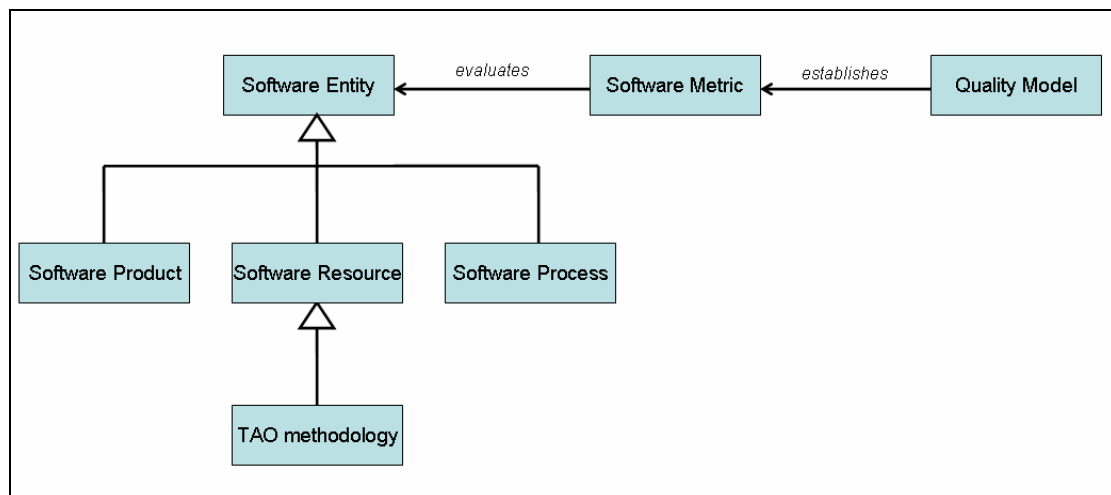 Software Entity
evaluates
Software Metric
establishes
Quality Model
Software Product
Software Resource
Software Process
TAO methodology